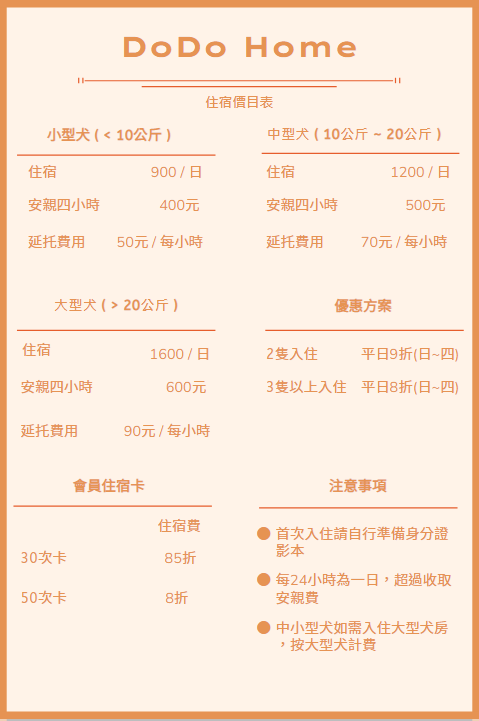 DoDo Home
住宿價目表
小型犬 ( < 10公斤 )
住宿 900 / 日
安親四小時 400元
延托費用 50元 / 每小時
中型犬 ( 10公斤 ~ 20公斤 )
住宿 1200 / 日
安親四小時 500元
延托費用 70元 / 每小時
大型犬 ( > 20公斤 )
住宿 1600 / 日
安親四小時 600元
延托費用 90元 / 每小時
優惠方案
2隻入住 平日9折(日~四)
3隻以上入住 平日8折(日~四)
會員住宿卡
住宿費
30次卡 85折
50次卡 8折
注意事項
首次入住請自行準備身分證
影本
每24小時為一日，超過收取
安親費
中小型犬如需入住大型犬房
，按大型犬計費